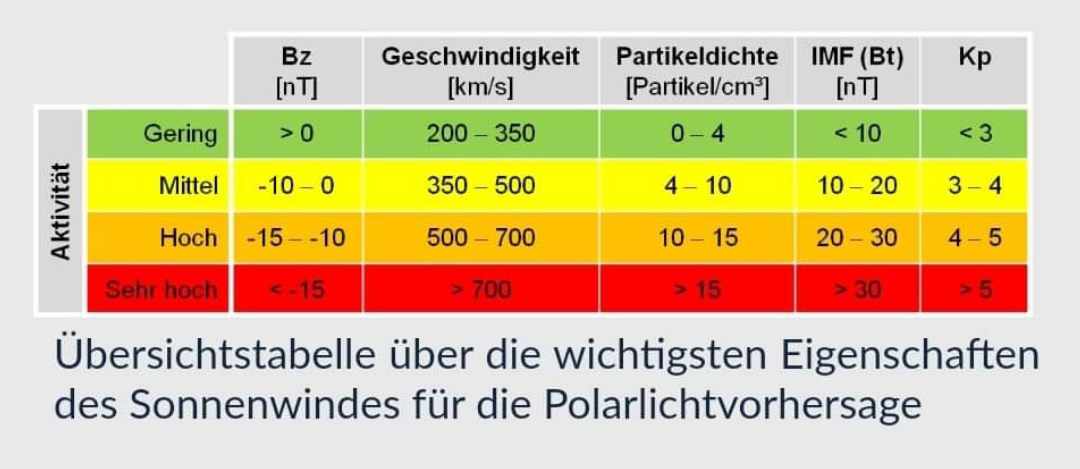 Bz Geschwindigkeit Partikeldichte IMF (Bt) Kp
[nT] [km/s] [Partikel/cm³] [nT]
Aktivität
Gering > 0 200 – 350 0 – 4 < 10 < 3
Mittel -10 – 0 350 – 500 4 – 10 10 – 20 3 – 4
Hoch -15 – -10 500 – 700 10 – 15 20 – 30 4 – 5
Sehr hoch < -15 > 700 > 15 > 30 > 5
Übersichtstabelle über die wichtigsten Eigenschaften
des Sonnenwindes für die Polarlichtvorhersage